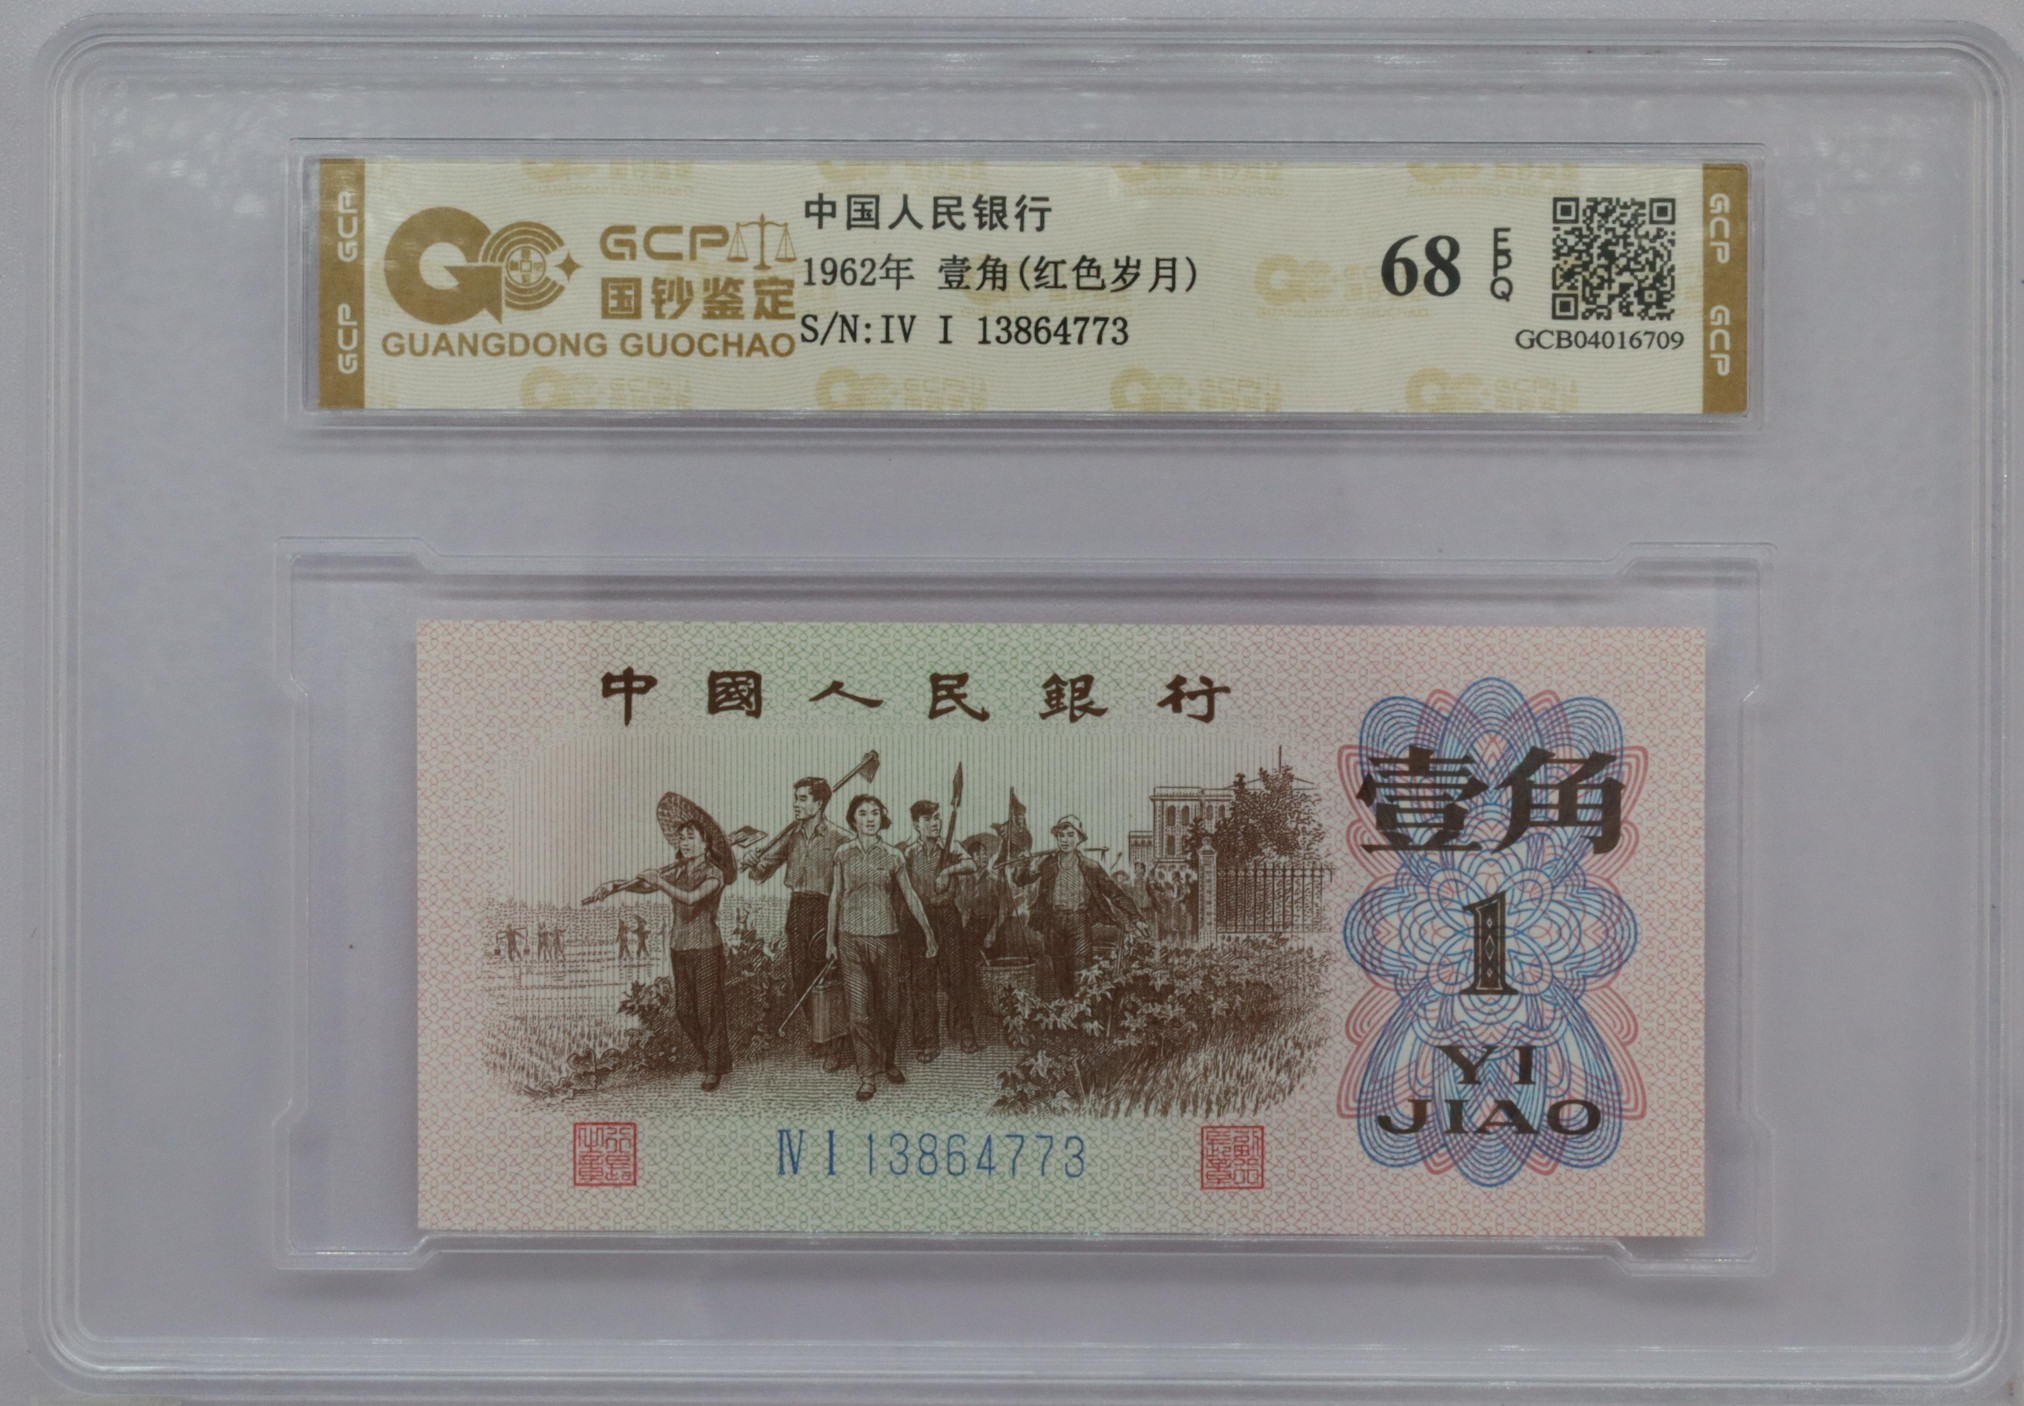 GCP
GCP
GCP
国钞鉴定
GUANGDONG GUOCHAO
中国人民银行
1962年 壹角(红色岁月)
S/N:IV I 13864773
68
EPQ
GCB04016709
GCP
GCP
中國人民銀行
壹角
1
YI
JIAO
Ⅳ Ⅰ 13864773